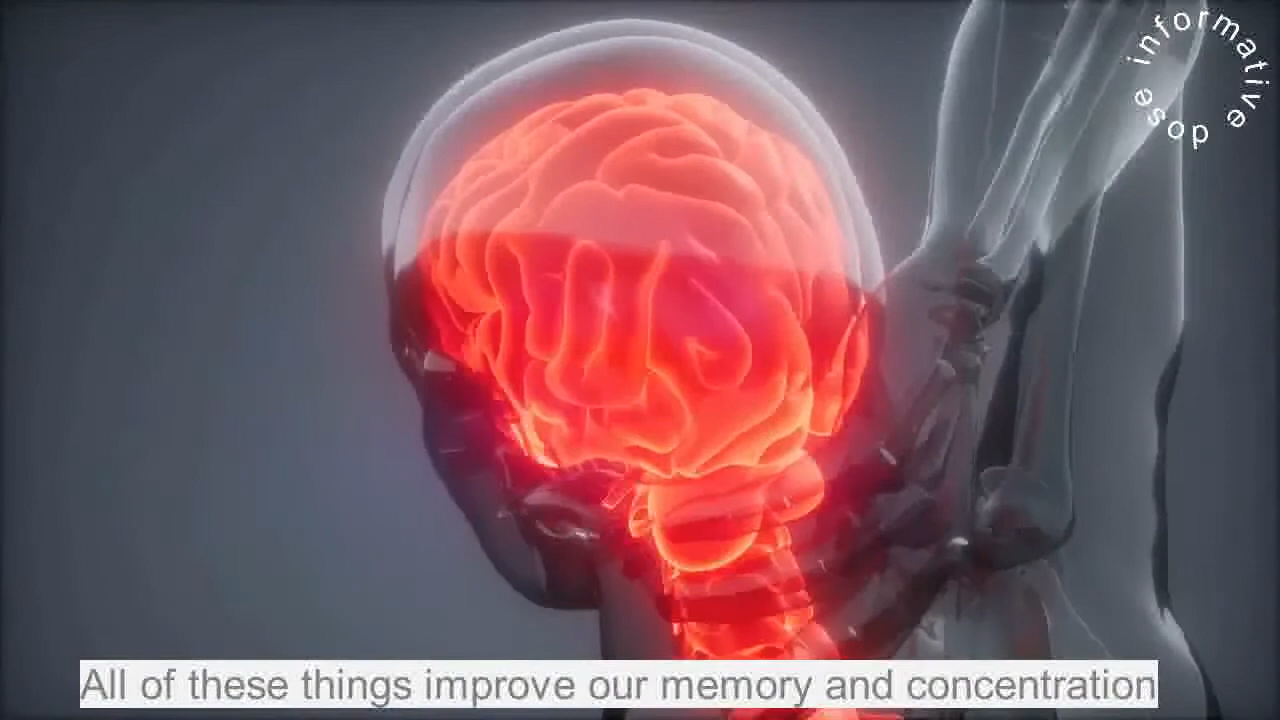 informative dose
All of these things improve our memory and concentration